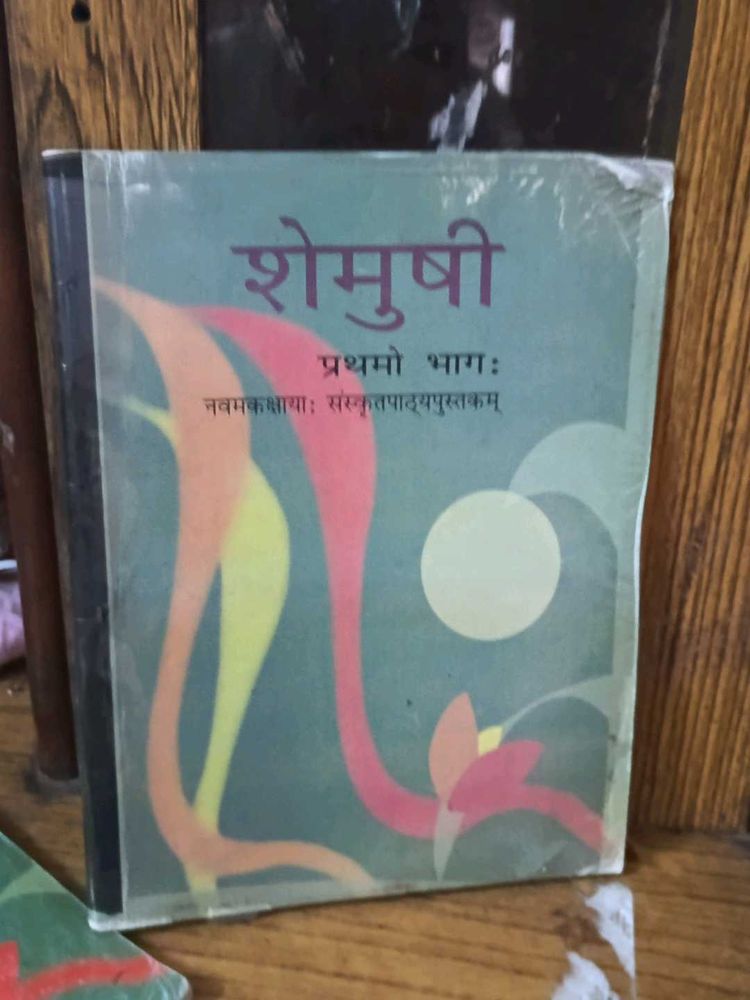 शेमुषी
प्रथमो भाग:
नवमकक्षाया: संस्कृतपाठ्यपुस्तकम्